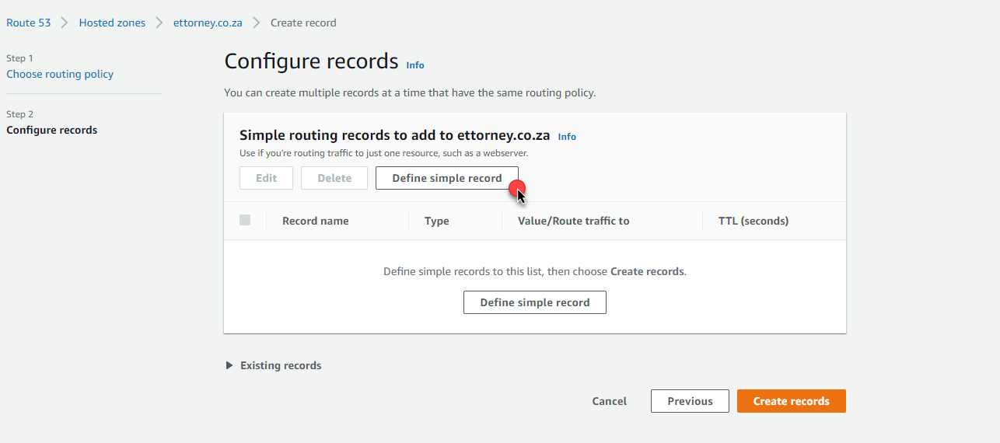 Route 53 Hosted zones ettorney.co.za Create record
Step 1
Choose routing policy
Step 2
Configure records
Configure records Info
You can create multiple records at a time that have the same routing policy.
Simple routing records to add to ettorney.co.za Info
Use if you're routing traffic to just one resource, such as a webserver.
Edit Delete Define simple record
Record name Type Value/Route traffic to TTL (seconds)
Define simple records to this list, then choose Create records.
Define simple record
Existing records
Cancel Previous Create records